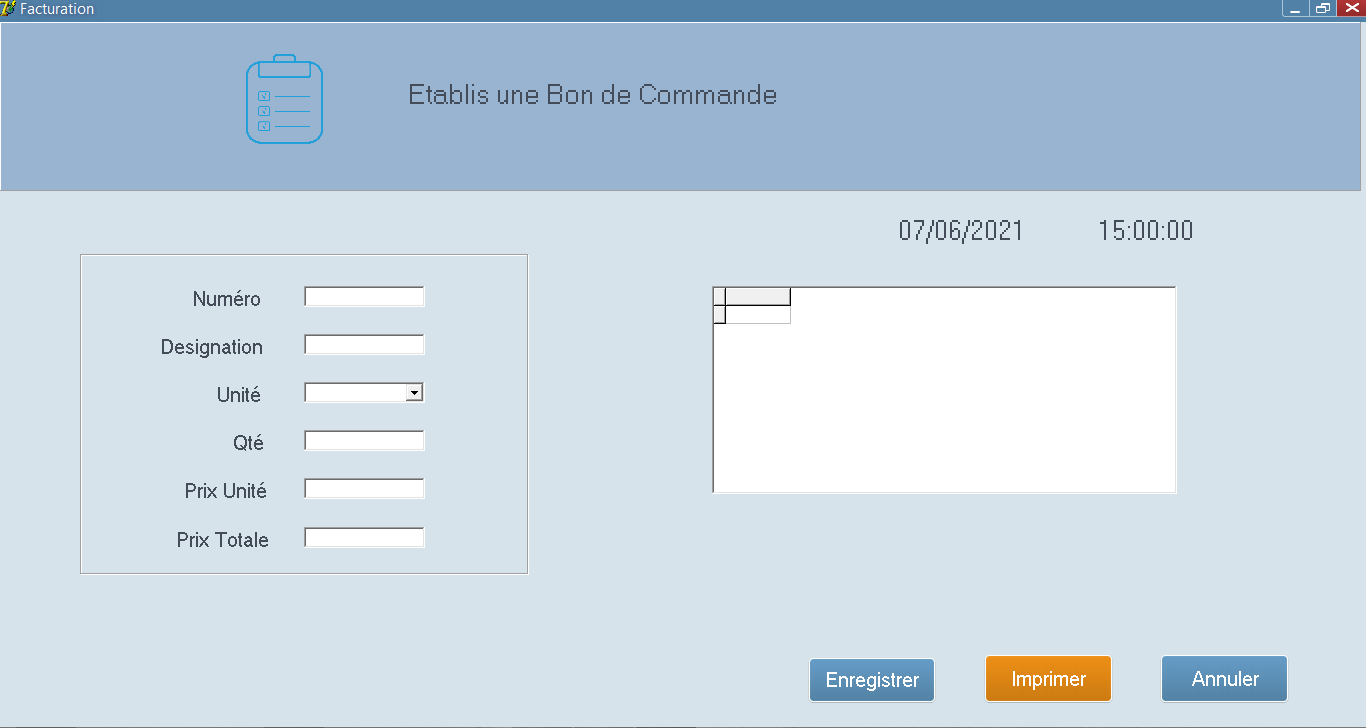 Facturation
Etablis une Bon de Commande
07/06/2021 15:00:00
Numéro
Designation
Unité
Qté
Prix Unité
Prix Totale
Enregistrer Imprimer Annuler